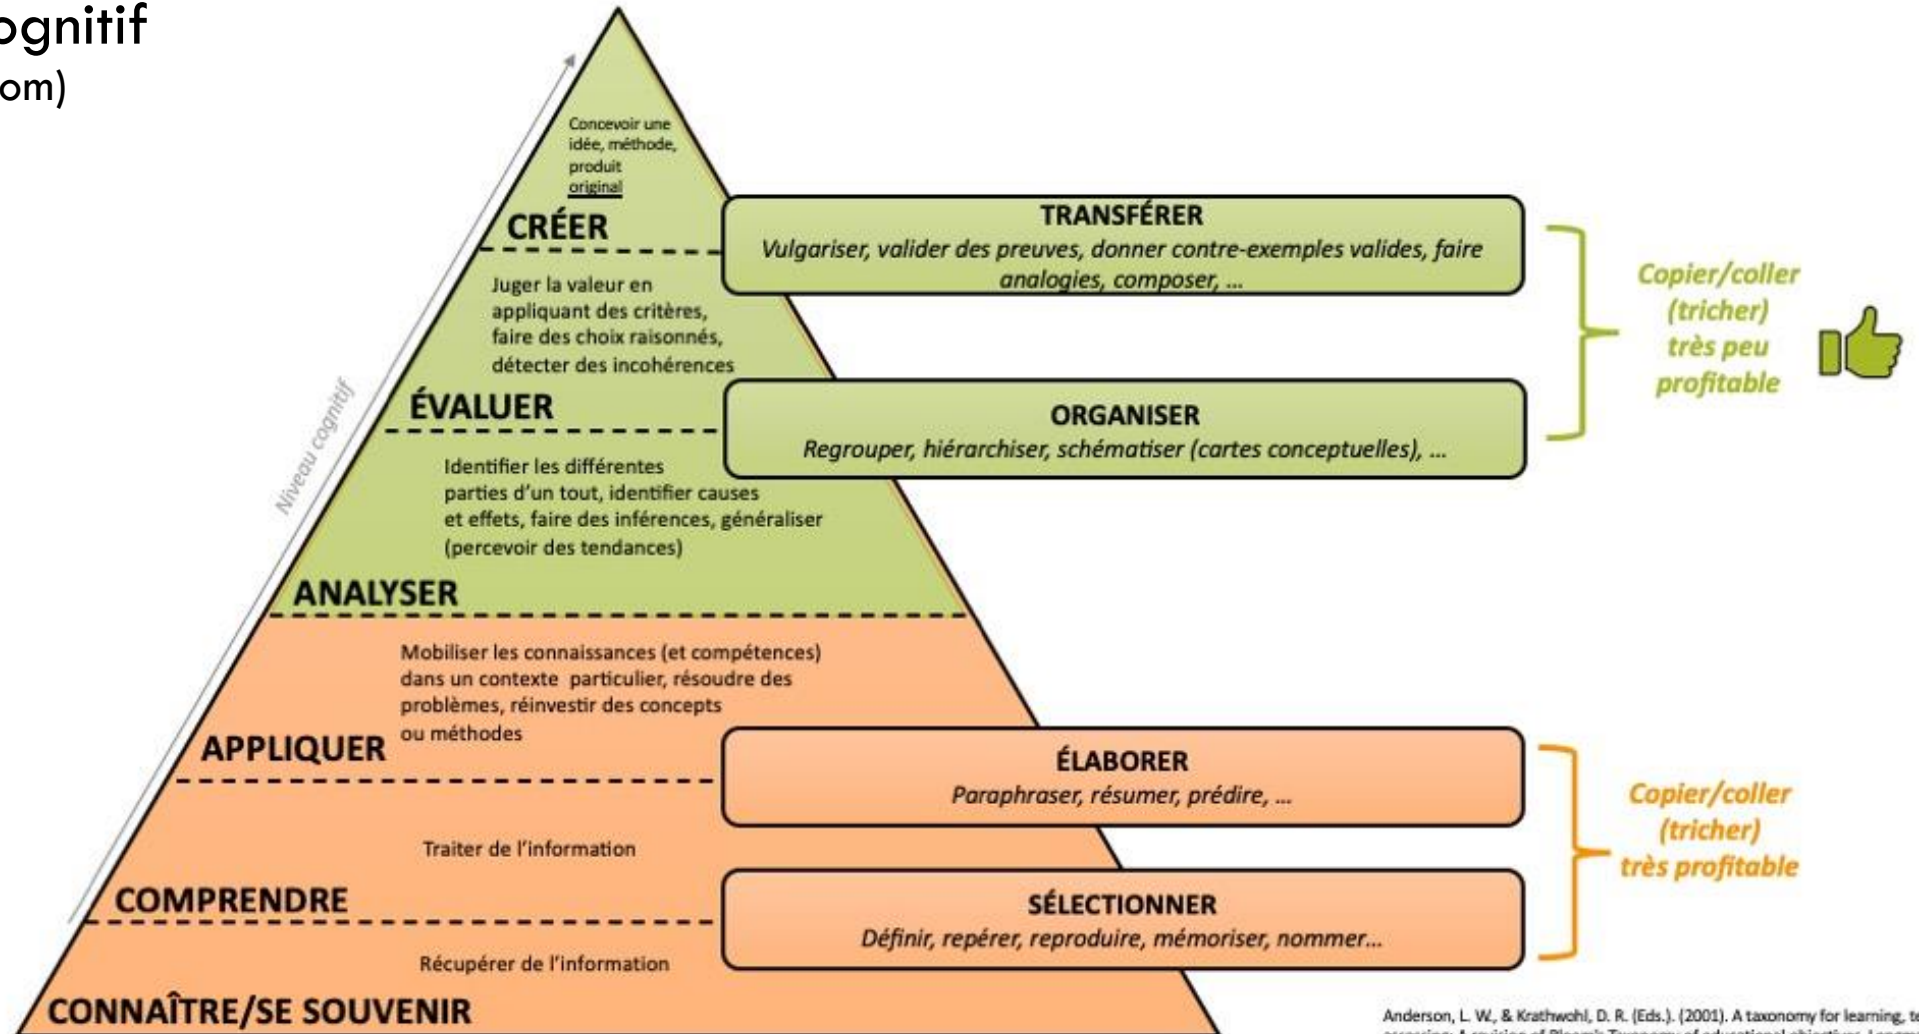 ognitif
om)
Niveau cognitif
Concevoir une
idée, méthode,
produit
original
CRÉER
TRANSFÉRER
Vulgariser, valider des preuves, donner contre-exemples valides, faire
analogies, composer, ...
Juger la valeur en
appliquant des critères,
faire des choix raisonnés,
détecter des incohérences
ÉVALUER
ORGANISER
Regrouper, hiérarchiser, schématiser (cartes conceptuelles), ...
Copier/coller
(tricher)
très peu
profitable
Identifier les différentes
parties d'un tout, identifier causes
et effets, faire des inférences, généraliser
(percevoir des tendances)
ANALYSER
Mobiliser les connaissances (et compétences)
dans un contexte particulier, résoudre des
problèmes, réinvestir des concepts
ou méthodes
APPLIQUER
ÉLABORER
Paraphraser, résumer, prédire, ...
Traiter de l'information
COMPRENDRE
SÉLECTIONNER
Définir, repérer, reproduire, mémoriser, nommer...
Copier/coller
(tricher)
très profitable
Récupérer de l'information
CONNAÎTRE/SE SOUVENIR
Anderson, L. W., & Krathwohl, D. R. (Eds.). (2001). A taxonomy for learning, te